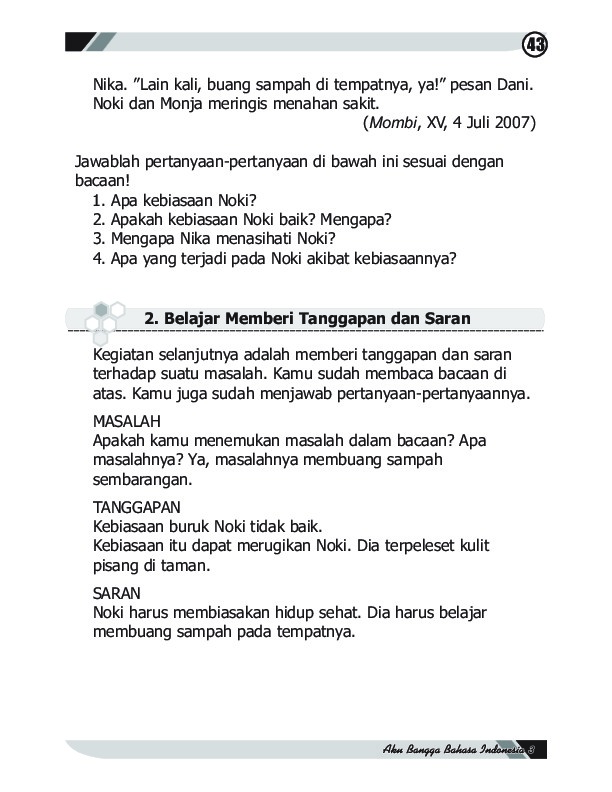 43
Nika. ”Lain kali, buang sampah di tempatnya, ya!” pesan Dani.
Noki dan Monja meringis menahan sakit.
(Mombi, XV, 4 Juli 2007)
Jawablah pertanyaan-pertanyaan di bawah ini sesuai dengan
bacaan!
1. Apa kebiasaan Noki?
2. Apakah kebiasaan Noki baik? Mengapa?
3. Mengapa Nika menasihati Noki?
4. Apa yang terjadi pada Noki akibat kebiasaannya?
2. Belajar Memberi Tanggapan dan Saran
Kegiatan selanjutnya adalah memberi tanggapan dan saran
terhadap suatu masalah. Kamu sudah membaca bacaan di
atas. Kamu juga sudah menjawab pertanyaan-pertanyaannya.
MASALAH
Apakah kamu menemukan masalah dalam bacaan? Apa
masalahnya? Ya, masalahnya membuang sampah
sembarangan.
TANGGAPAN
Kebiasaan buruk Noki tidak baik.
Kebiasaan itu dapat merugikan Noki. Dia terpeleset kulit
pisang di taman.
SARAN
Noki harus membiasakan hidup sehat. Dia harus belajar
membuang sampah pada tempatnya.
Aku Bangga Bahasa Indonesia 3